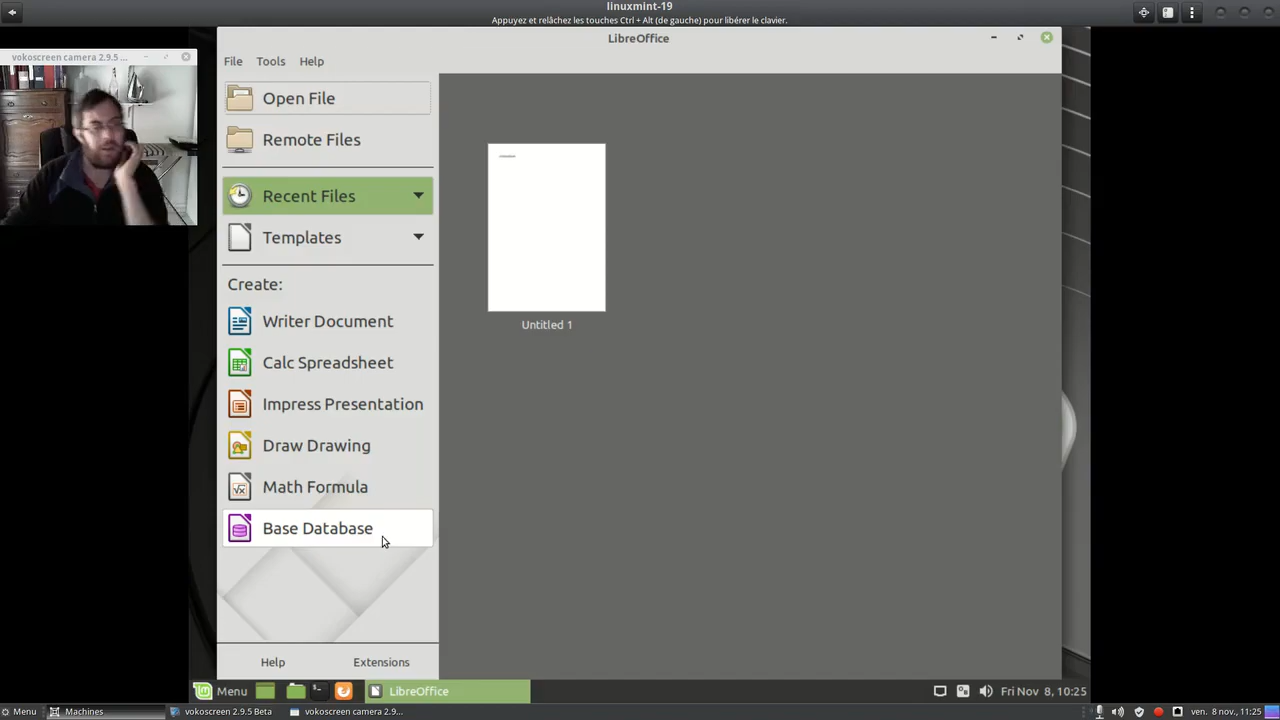 linuxmint-19
Appuyez et relâchez les touches Ctrl + Alt (de gauche) pour libérer le clavier.
vokoscreen camera 2.9.5 ...
LibreOffice
File Tools Help
Open File
Remote Files
Recent Files
Templates
Create:
Writer Document
Calc Spreadsheet
Impress Presentation
Draw Drawing
Math Formula
Base Database
Help Extensions
Untitled 1
Menu LibreOffice Fri Nov 8, 10:25
Menu Machines vokoscreen 2.9.5 Beta vokoscreen camera 2.9... ven. 8 nov., 11:25